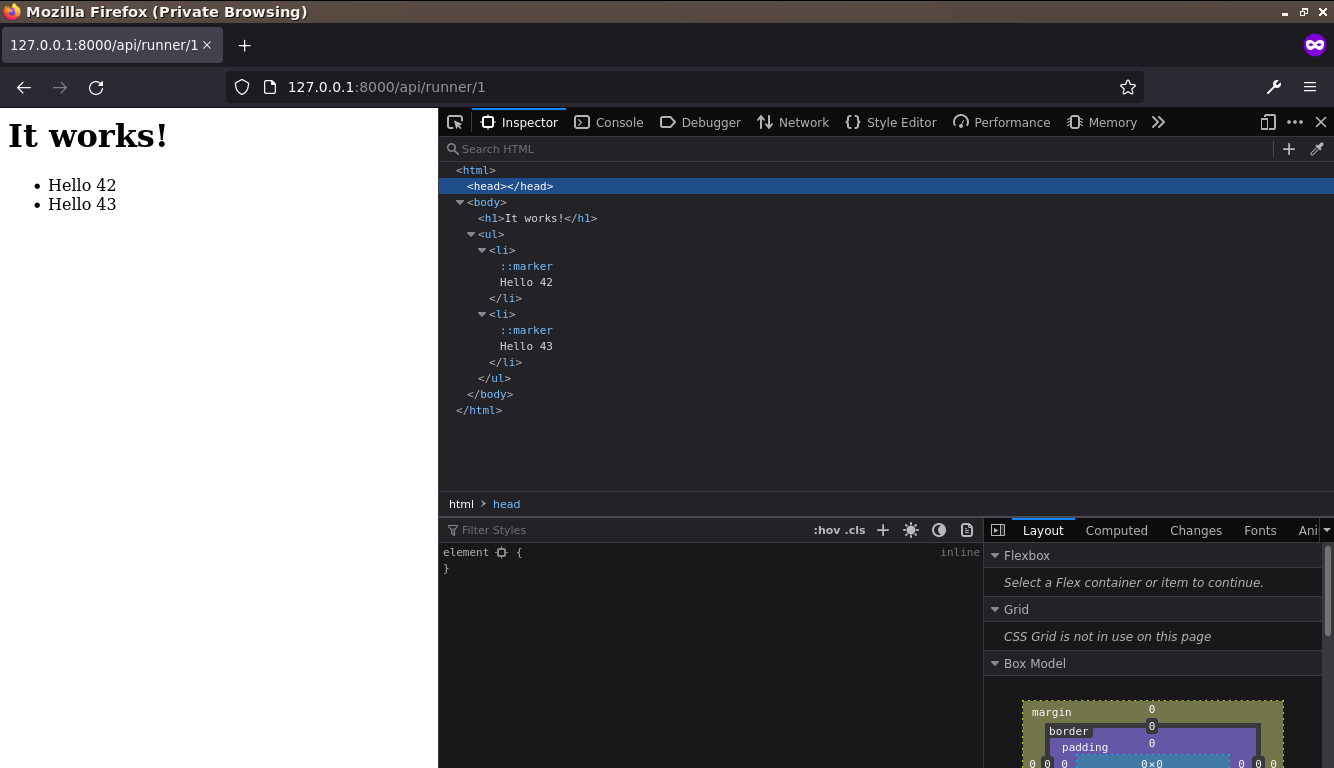 Mozilla Firefox (Private Browsing)
127.0.0.1:8000/api/runner/1
127.0.0.1:8000/api/runner/1
It works!
• Hello 42
• Hello 43
Inspector Console Debugger Network Style Editor Performance Memory
Search HTML
<html>
<head></head>
<body>
<h1>It works!</h1>
<ul>
<li>
::marker
Hello 42
</li>
<li>
::marker
Hello 43
</li>
</ul>
</body>
</html>
html > head
Filter Styles :hov .cls
element { inline
}
Layout Computed Changes Fonts Ani
Flexbox
Select a Flex container or item to continue.
Grid
CSS Grid is not in use on this page
Box Model
margin 0
border 0
padding 0
0 0 0 0×0 0 0 0